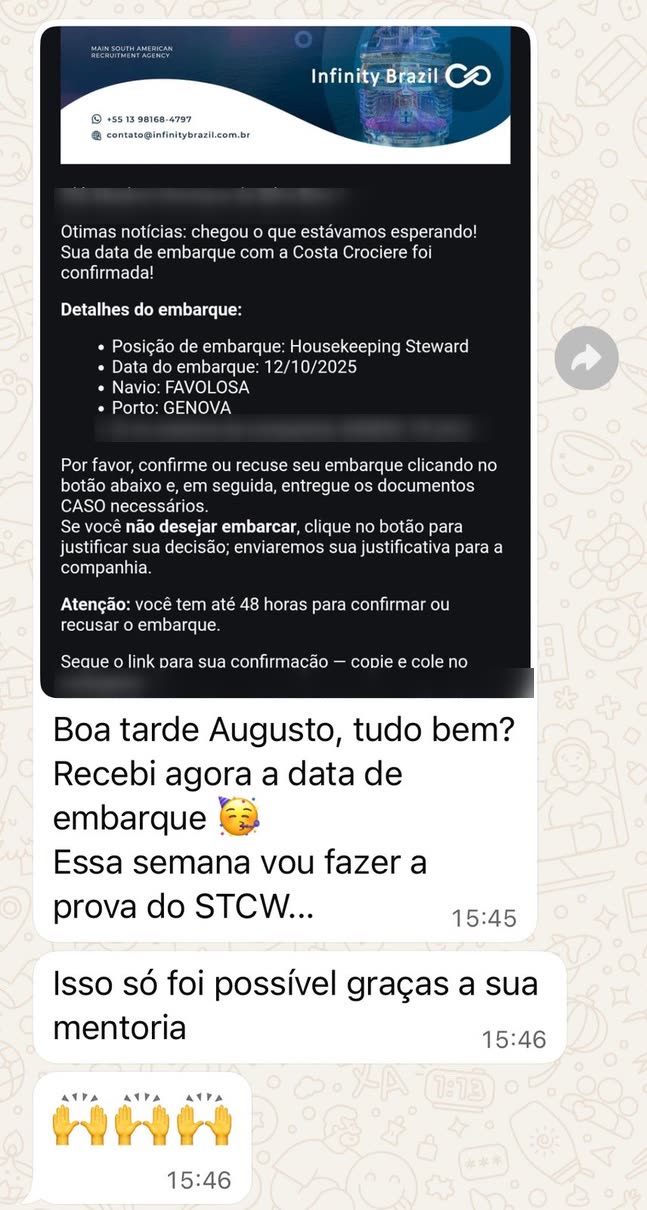 MAIN SOUTH AMERICAN
RECRUITMENT AGENCY
Infinity Brazil
+55 13 98168-4797
contato@infinitybrazil.com.br
Otimas notícias: chegou o que estávamos esperando!
Sua data de embarque com a Costa Crociere foi
confirmada!
Detalhes do embarque:
• Posição de embarque: Housekeeping Steward
• Data do embarque: 12/10/2025
• Navio: FAVOLOSA
• Porto: GENOVA
Por favor, confirme ou recuse seu embarque clicando no
botão abaixo e, em seguida, entregue os documentos
CASO necessários.
Se você não desejar embarcar, clique no botão para
justificar sua decisão; enviaremos sua justificativa para a
companhia.
Atenção: você tem até 48 horas para confirmar ou
recusar o embarque.
Segue o link para sua confirmação — copie e cole no
Boa tarde Augusto, tudo bem?
Recebi agora a data de
embarque 🥳
Essa semana vou fazer a
prova do STCW...
15:45
Isso só foi possível graças a sua
mentoria
15:46
🙌🙌🙌
15:46